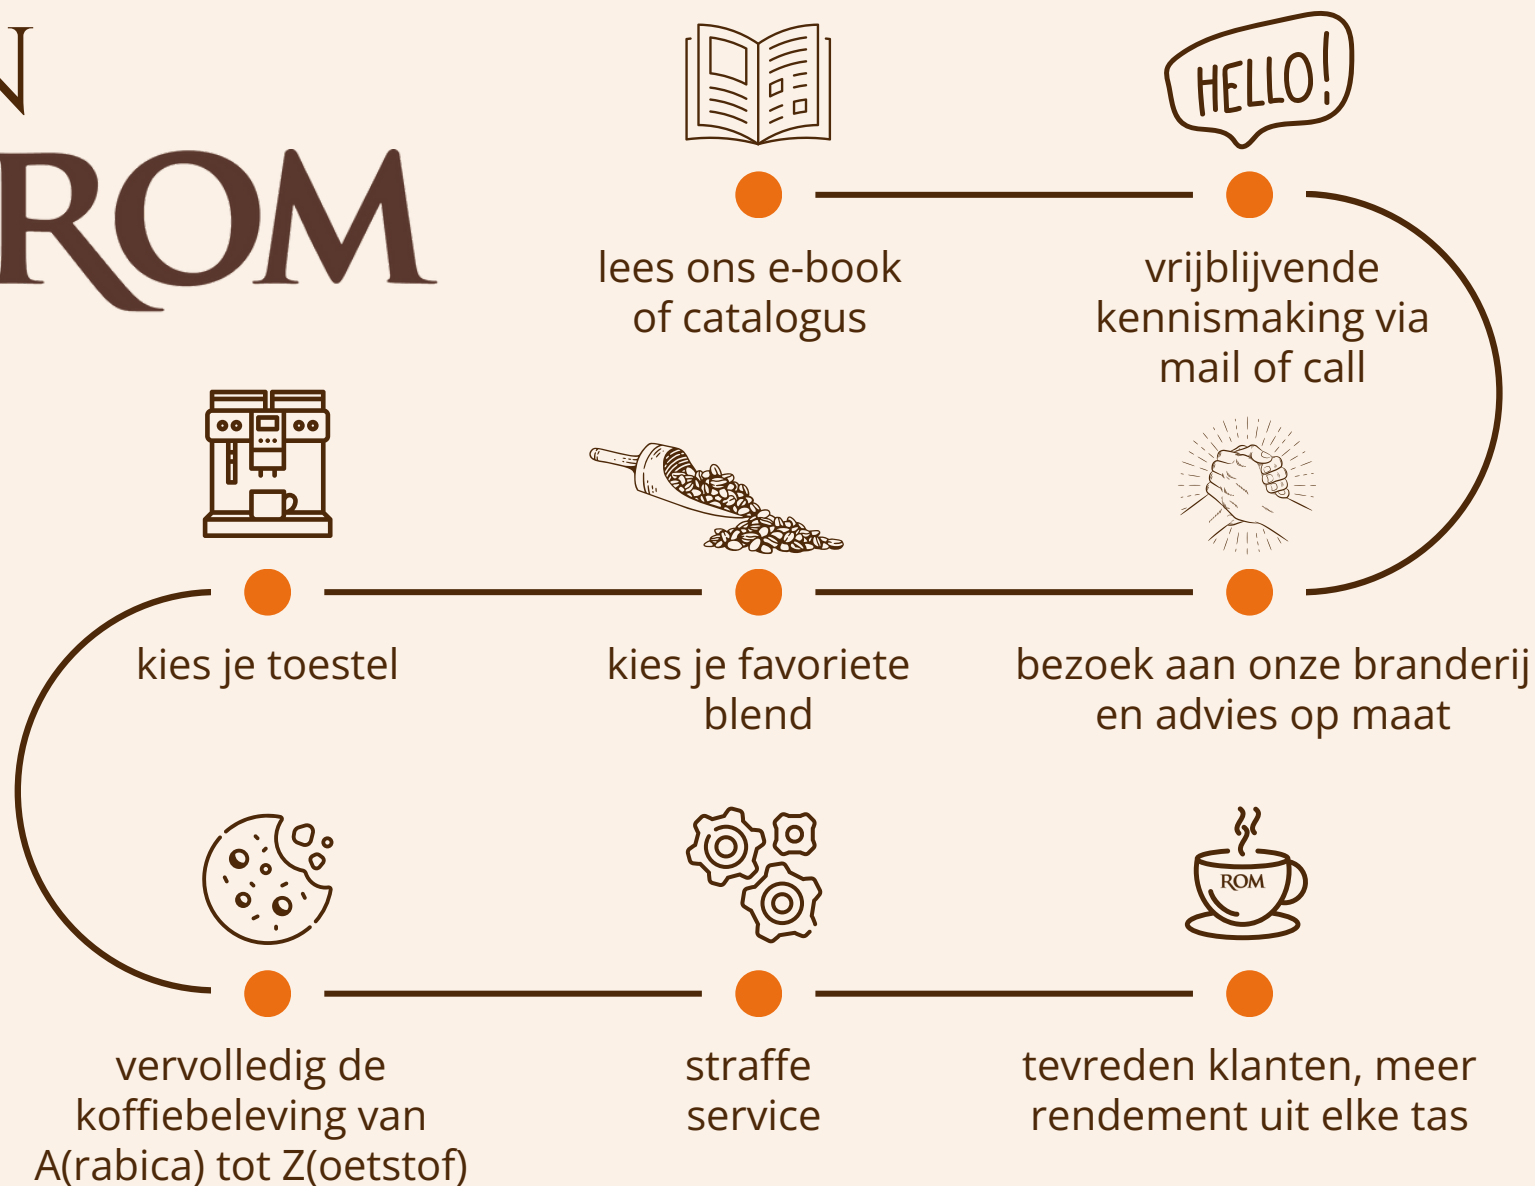 N
ROM
HELLO!
lees ons e-book
of catalogus
vrijblijvende
kennismaking via
mail of call
bezoek aan onze branderij
en advies op maat
kies je favoriete
blend
kies je toestel
vervolledig de
koffiebeleving van
A(rabica) tot Z(oetstof)
straffe
service
ROM
tevreden klanten, meer
rendement uit elke tas